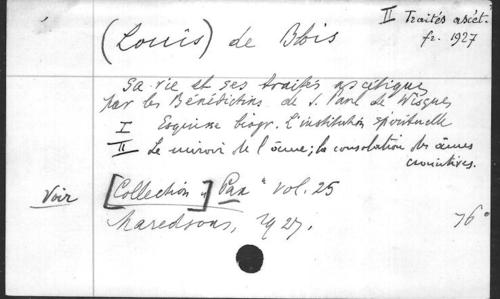 II Traités ascét.
fr. 1927
(Louis) de Blois
Sa vie et ses traités ascétiques
par les Bénédictins de S. Paul de Wisques
I Esquisse biogr. L'institution spirituelle
II Le miroir de l'âme; la consolation des âmes
craintives.
Voir [Collection] "Pax" vol. 25
Maredsous, 1927.
76°